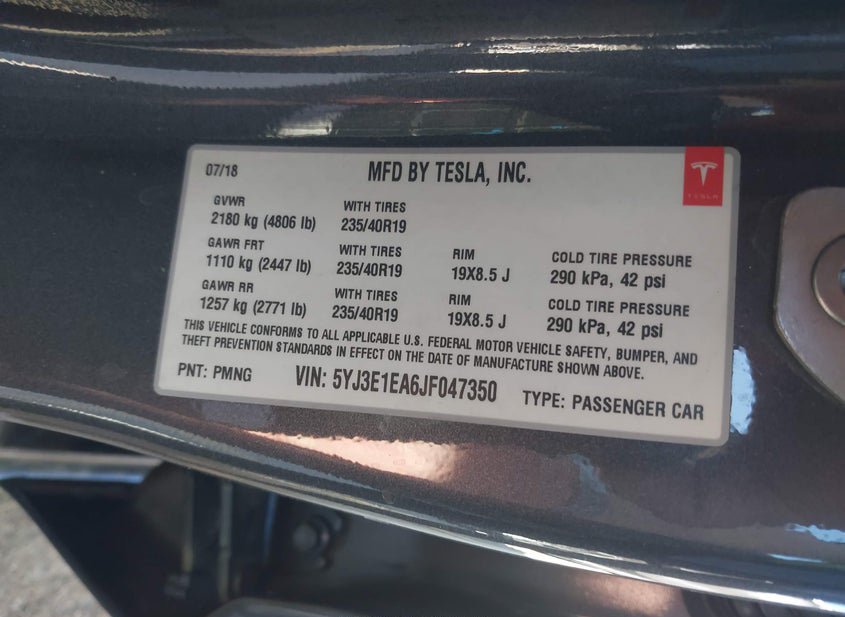 07/18
MFD BY TESLA, INC.
TESLA
GVWR
2180 kg (4806 lb)
WITH TIRES
235/40R19
GAWR FRT
1110 kg (2447 lb)
WITH TIRES
235/40R19
RIM
19X8.5 J
COLD TIRE PRESSURE
290 kPa, 42 psi
GAWR RR
1257 kg (2771 lb)
WITH TIRES
235/40R19
RIM
19X8.5 J
COLD TIRE PRESSURE
290 kPa, 42 psi
THIS VEHICLE CONFORMS TO ALL APPLICABLE U.S. FEDERAL MOTOR VEHICLE SAFETY, BUMPER, AND
THEFT PREVENTION STANDARDS IN EFFECT ON THE DATE OF MANUFACTURE SHOWN ABOVE.
PNT: PMNG
VIN: 5YJ3E1EA6JF047350
TYPE: PASSENGER CAR